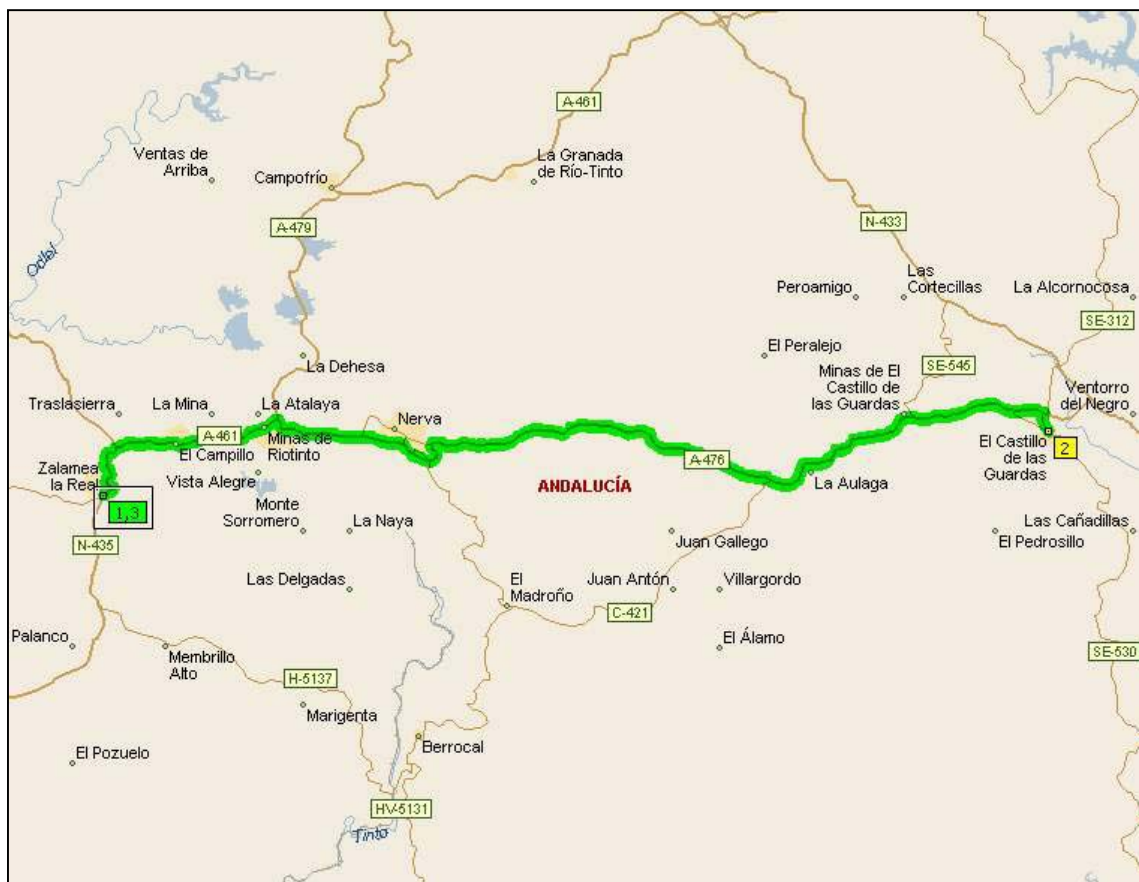 A-461
Ventas de
Arriba
La Granada
de Río-Tinto
Campofrío
A-479
N-433
Odiel
Peroamigo
Las
Cortecillas
La Alcornocosa
SE-312
La Dehesa
El Peralejo
SE-545
Minas de El
Castillo de
las Guardas
Ventorro
del Negro
Traslasierra
La Mina
La Atalaya
Nerva
A-461
Minas de
Riotinto
El Campillo
Zalamea
la Real
Vista Alegre
A-476
La Aulaga
El Castillo
de las
Guardas
2
ANDALUCÍA
1,3
Monte
Sorromero
La Naya
N-435
Juan Gallego
El Pedrosillo
Las Cañadillas
Las Delgadas
El
Madroño
Juan Antón
Villargordo
C-421
Palanco
Membrillo
Alto
El Álamo
SE-530
H-5137
Marigenta
El Pozuelo
Berrocal
HV-5131
Tinto